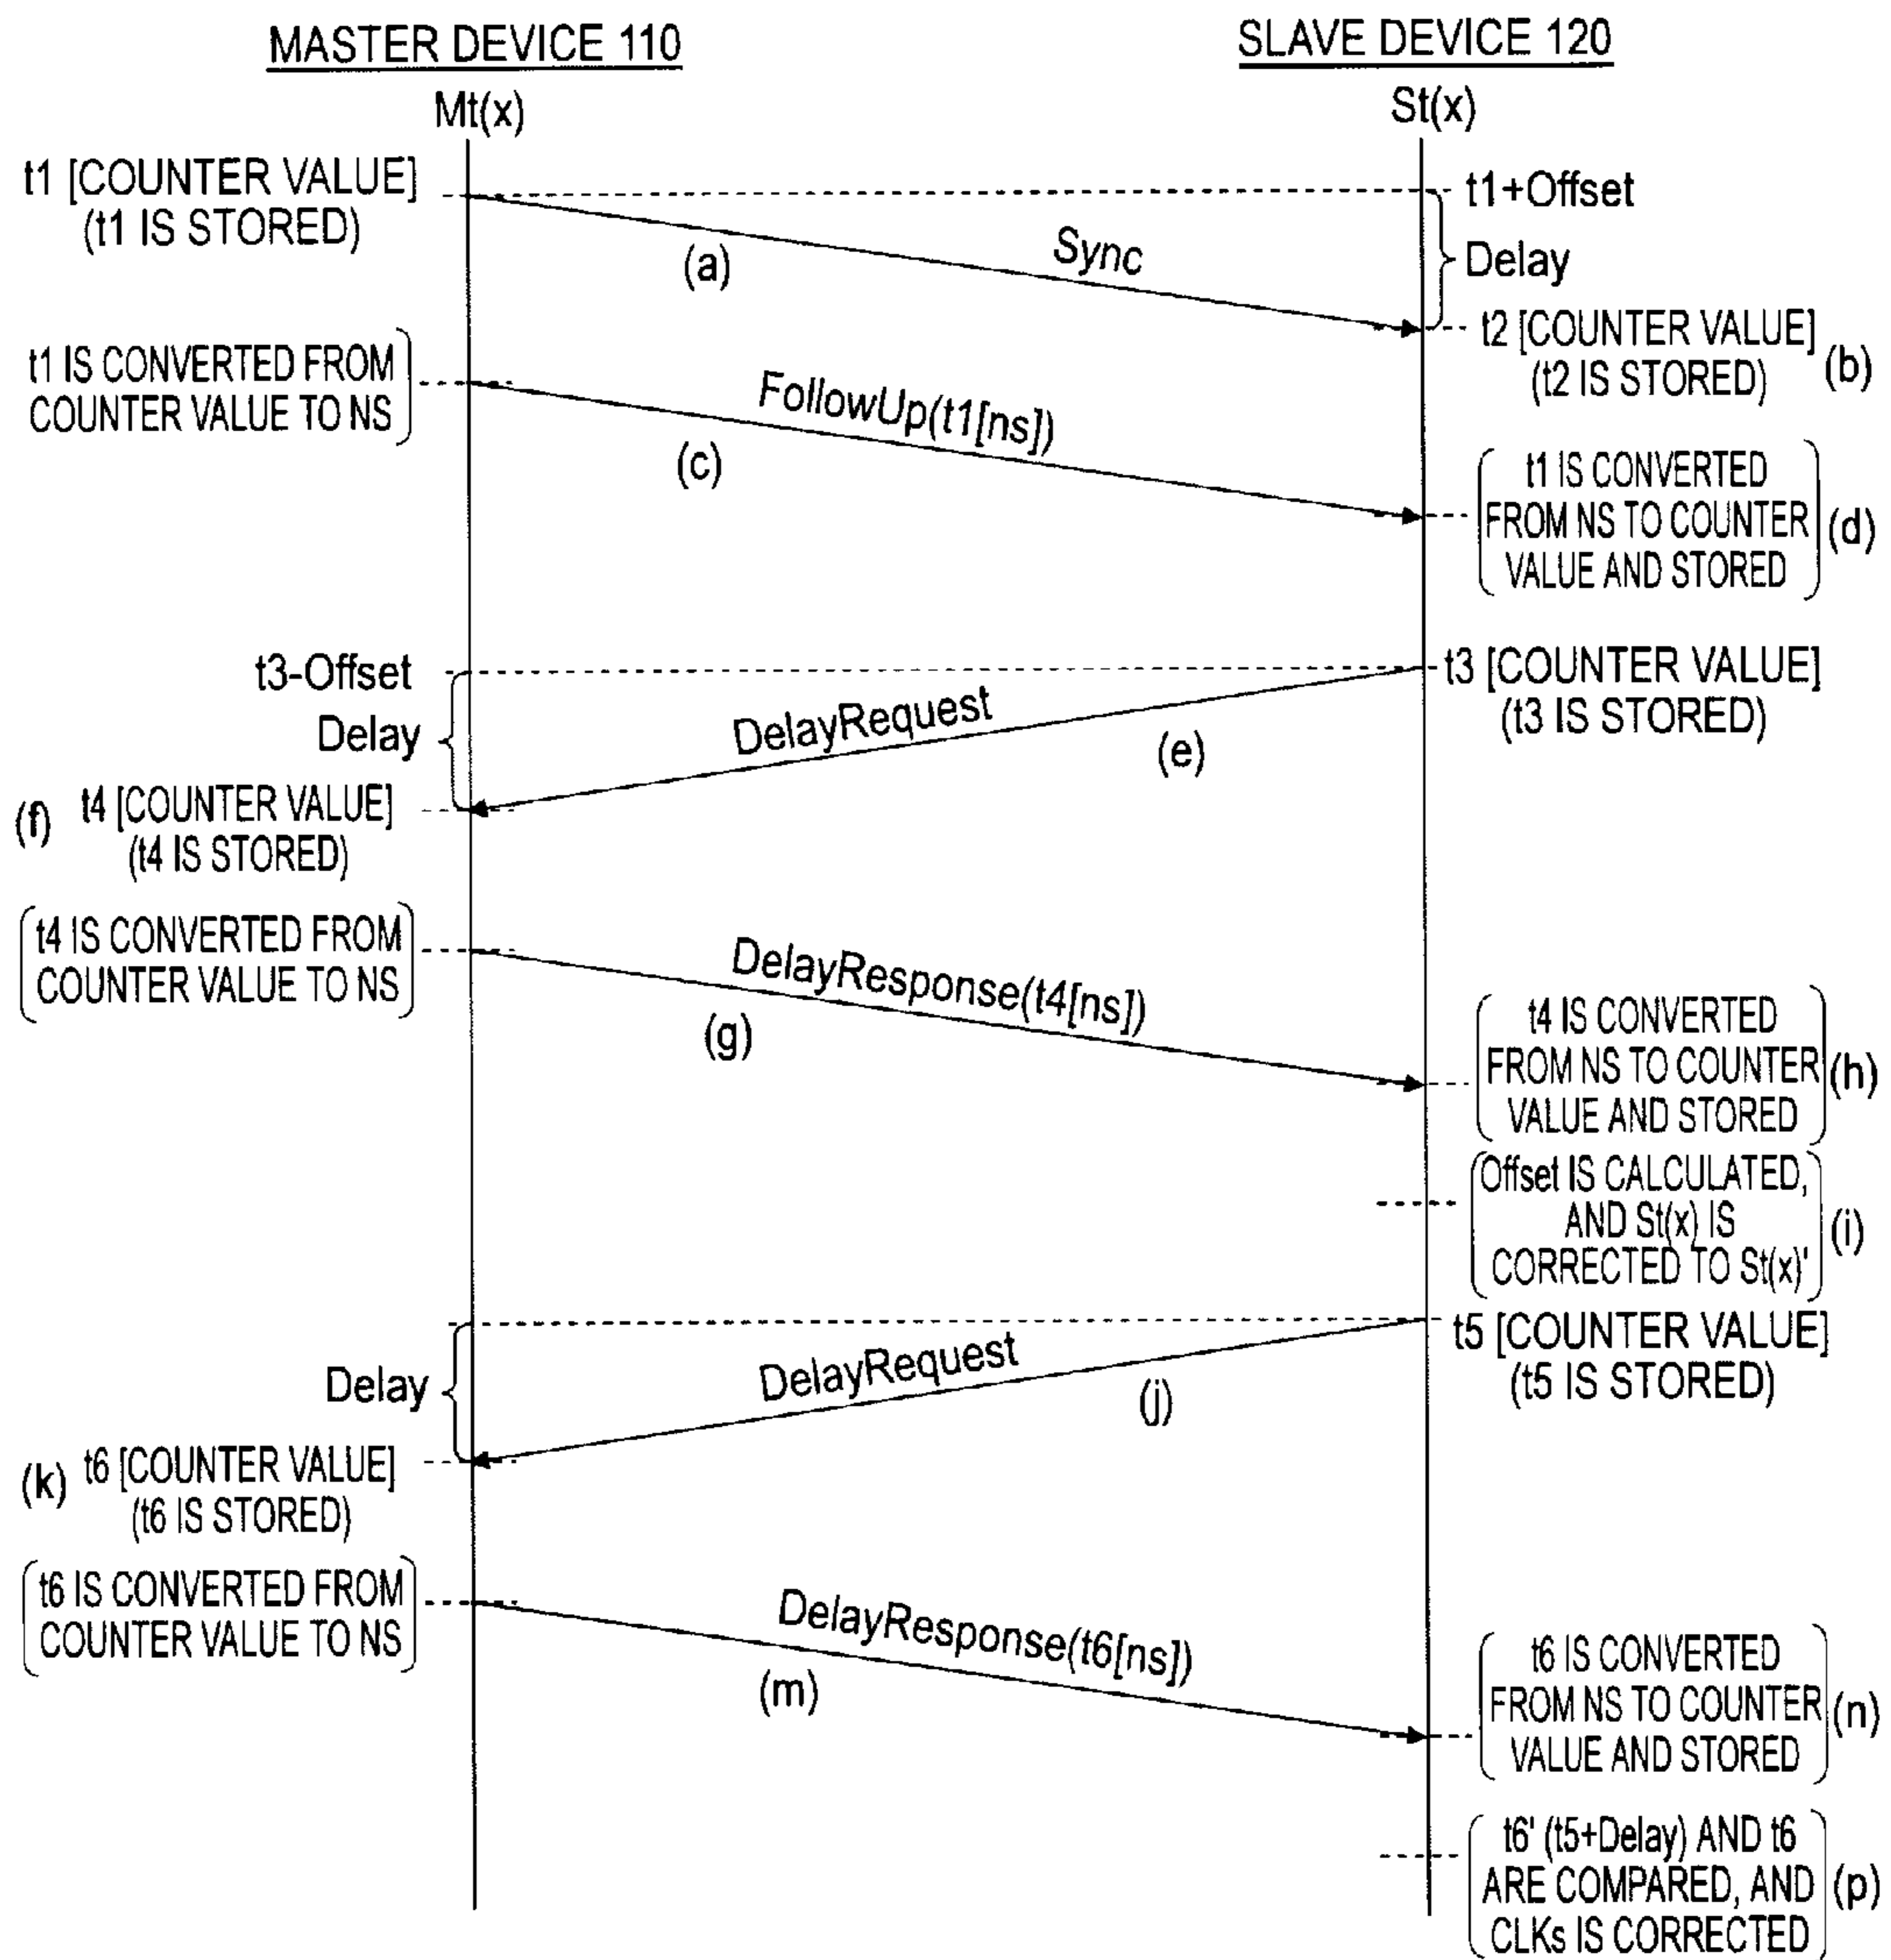 MASTER DEVICE 110
SLAVE DEVICE 120
Mt(x)
St(x)
t1 [COUNTER VALUE]
(t1 IS STORED)
t1+Offset
(a)
Sync
Delay
t2 [COUNTER VALUE]
(t2 IS STORED)
(b)
t1 IS CONVERTED FROM
COUNTER VALUE TO NS
FollowUp(t1[ns])
(c)
t1 IS CONVERTED
FROM NS TO COUNTER
VALUE AND STORED
(d)
t3-Offset
t3 [COUNTER VALUE]
(t3 IS STORED)
Delay
DelayRequest
(e)
(f)
t4 [COUNTER VALUE]
(t4 IS STORED)
t4 IS CONVERTED FROM
COUNTER VALUE TO NS
DelayResponse(t4[ns])
(g)
t4 IS CONVERTED
FROM NS TO COUNTER
VALUE AND STORED
(h)
Offset IS CALCULATED,
AND St(x) IS
CORRECTED TO St(x)'
(i)
t5 [COUNTER VALUE]
(t5 IS STORED)
Delay
DelayRequest
(j)
(k)
t6 [COUNTER VALUE]
(t6 IS STORED)
t6 IS CONVERTED FROM
COUNTER VALUE TO NS
DelayResponse(t6[ns])
(m)
t6 IS CONVERTED
FROM NS TO COUNTER
VALUE AND STORED
(n)
t6' (t5+Delay) AND t6
ARE COMPARED, AND
CLKs IS CORRECTED
(p)